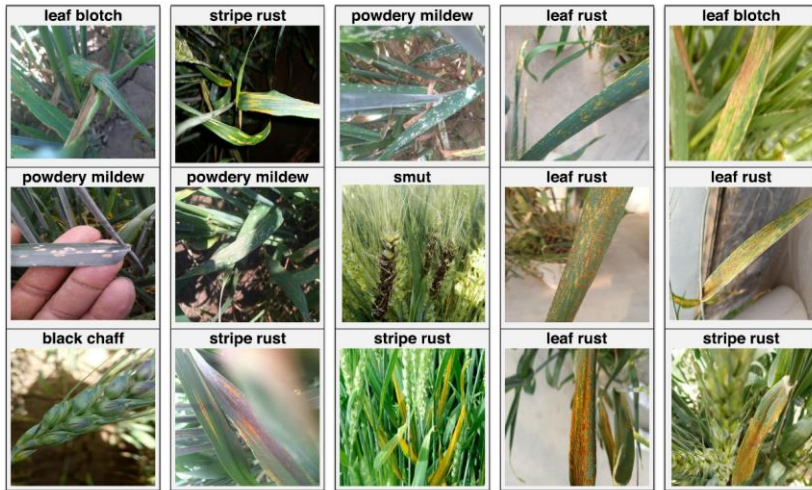 leaf blotch
stripe rust
powdery mildew
leaf rust
leaf blotch
powdery mildew
powdery mildew
smut
leaf rust
leaf rust
black chaff
stripe rust
stripe rust
leaf rust
stripe rust